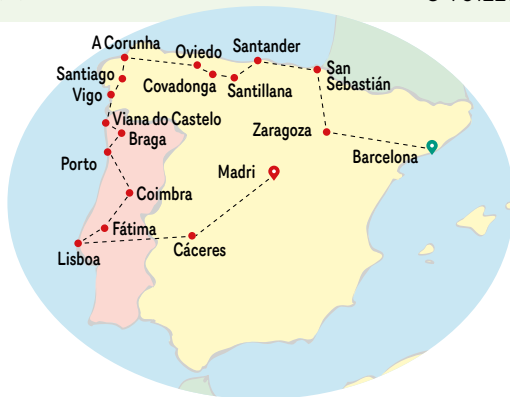 A Corunha
Oviedo
Santander
Santiago
Covadonga
Santillana
San
Sebastián
Vigo
Viana do Castelo
Braga
Zaragoza
Barcelona
Porto
Madri
Coimbra
Fátima
Lisboa
Cáceres